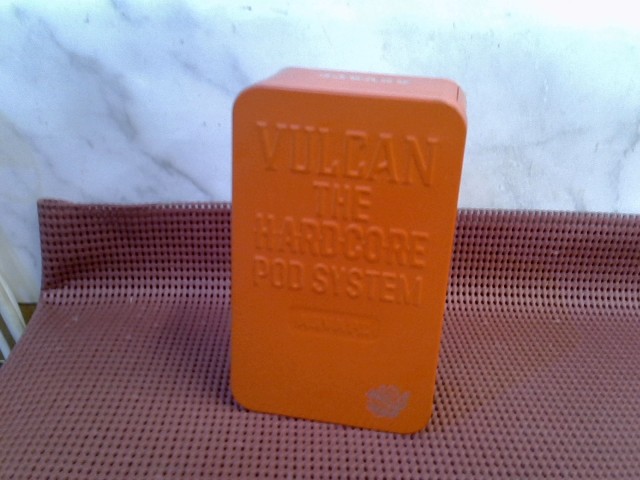 VULCAN
THE
HARDCORE
POD SYSTEM